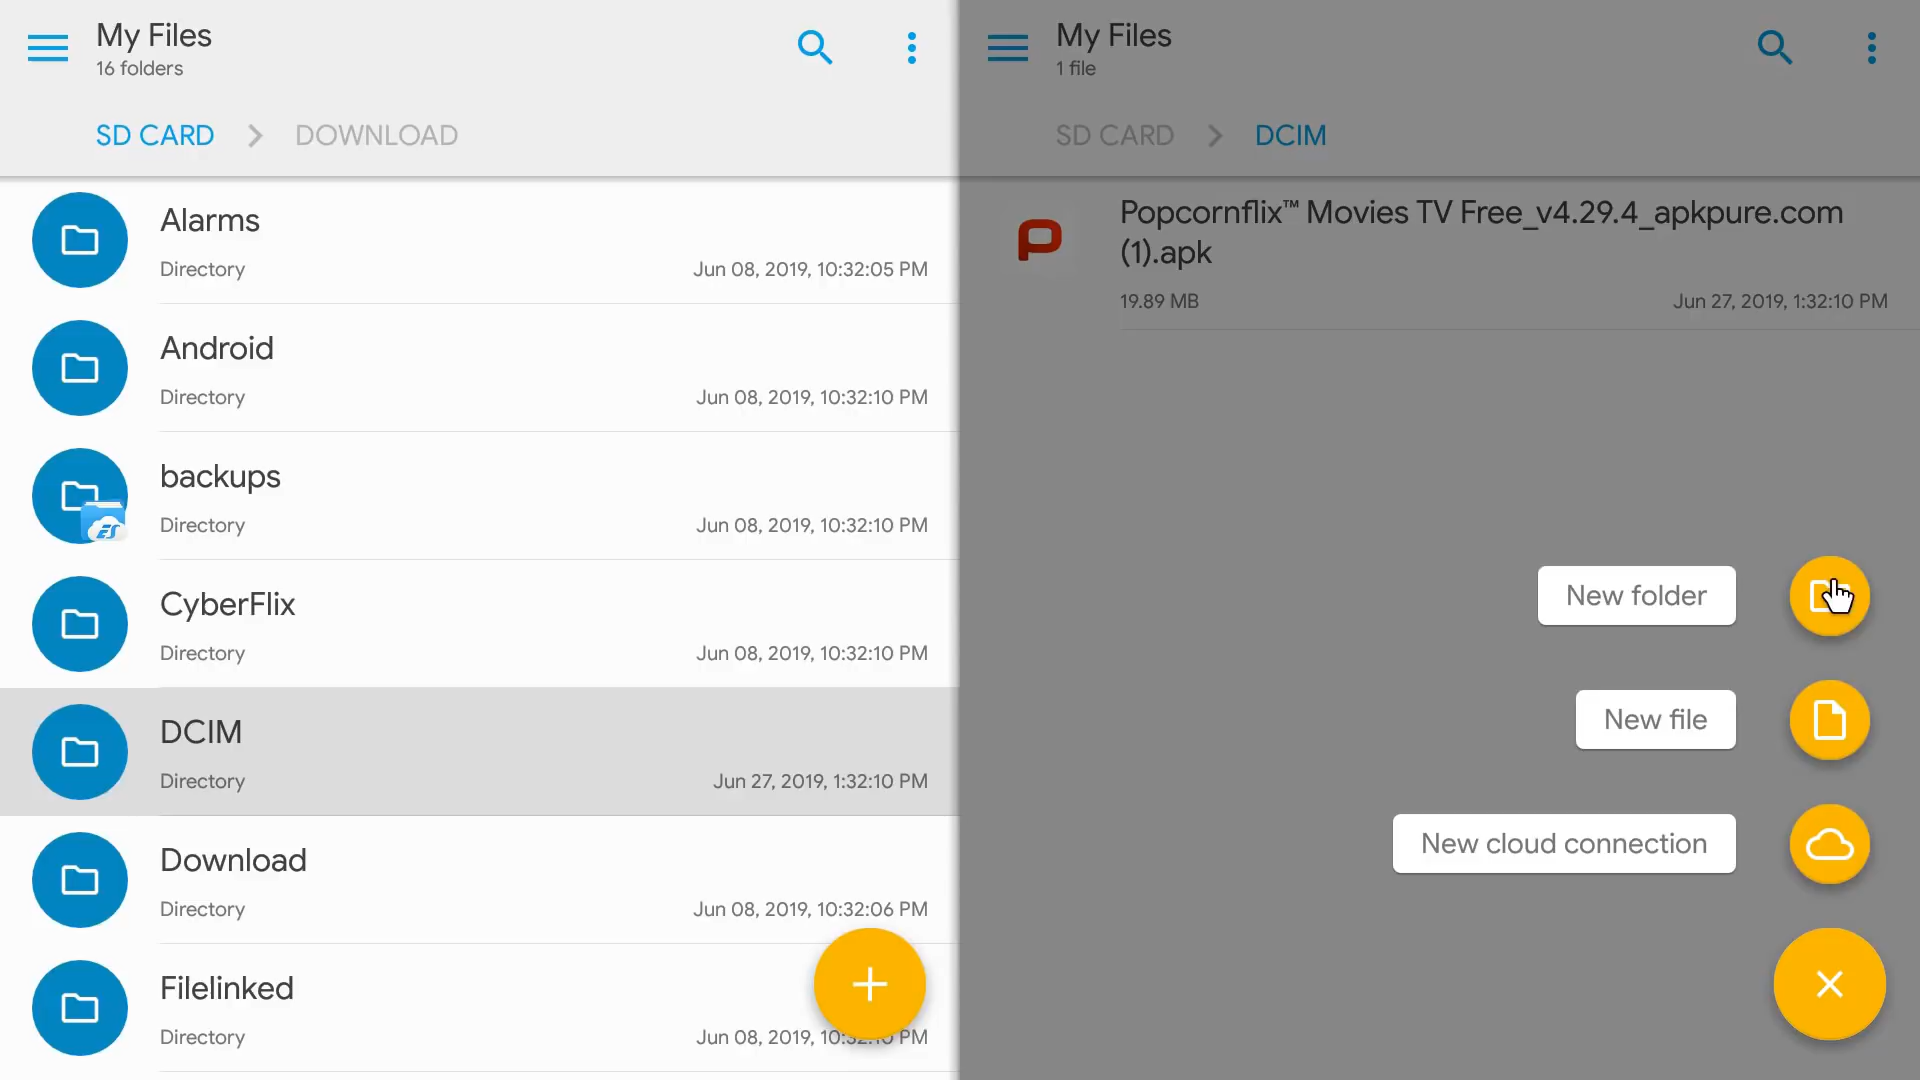 My Files
16 folders
SD CARD
DOWNLOAD
Alarms
Directory
Jun 08, 2019, 10:32:05 PM
Android
Directory
Jun 08, 2019, 10:32:10 PM
backups
Directory
Jun 08, 2019, 10:32:10 PM
ES
CyberFlix
Directory
Jun 08, 2019, 10:32:10 PM
DCIM
Directory
Jun 27, 2019, 1:32:10 PM
Download
Directory
Jun 08, 2019, 10:32:06 PM
Filelinked
Directory
Jun 08, 2019, 10:32:10 PM
My Files
1 file
SD CARD
DCIM
Popcornflix™ Movies TV Free_v4.29.4_apkpure.com
(1).apk
19.89 MB
Jun 27, 2019, 1:32:10 PM
New folder
New file
New cloud connection